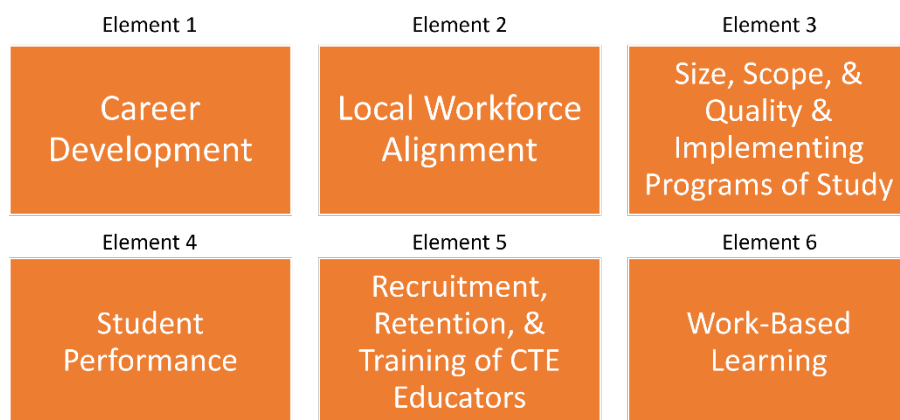 Element 1
Career
Development
Element 2
Local Workforce
Alignment
Element 3
Size, Scope, &
Quality &
Implementing
Programs of Study
Element 4
Student
Performance
Element 5
Recruitment,
Retention, &
Training of CTE
Educators
Element 6
Work-Based
Learning